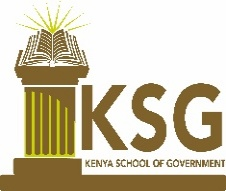 KSG
KENYA SCHOOL OF GOVERNMENT